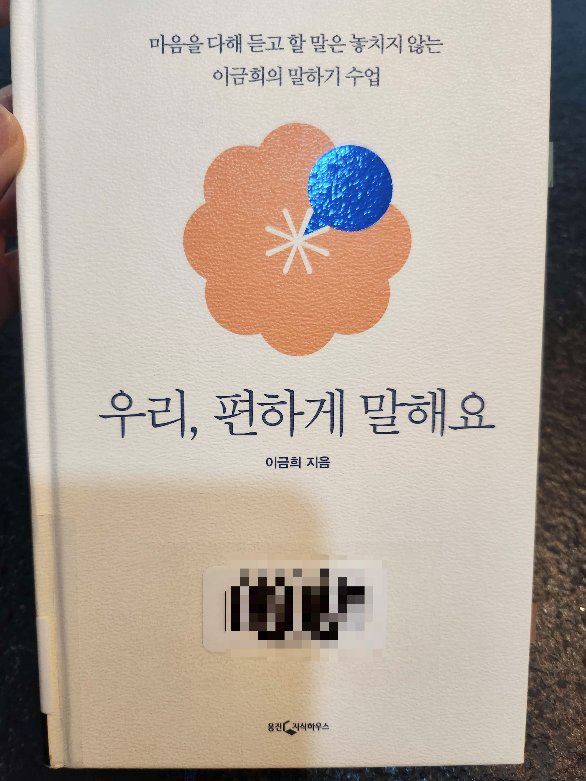 마음을 다해 듣고 할 말은 놓치지 않는
이금희의 말하기 수업
우리, 편하게 말해요
이금희 지음
웅진 지식하우스